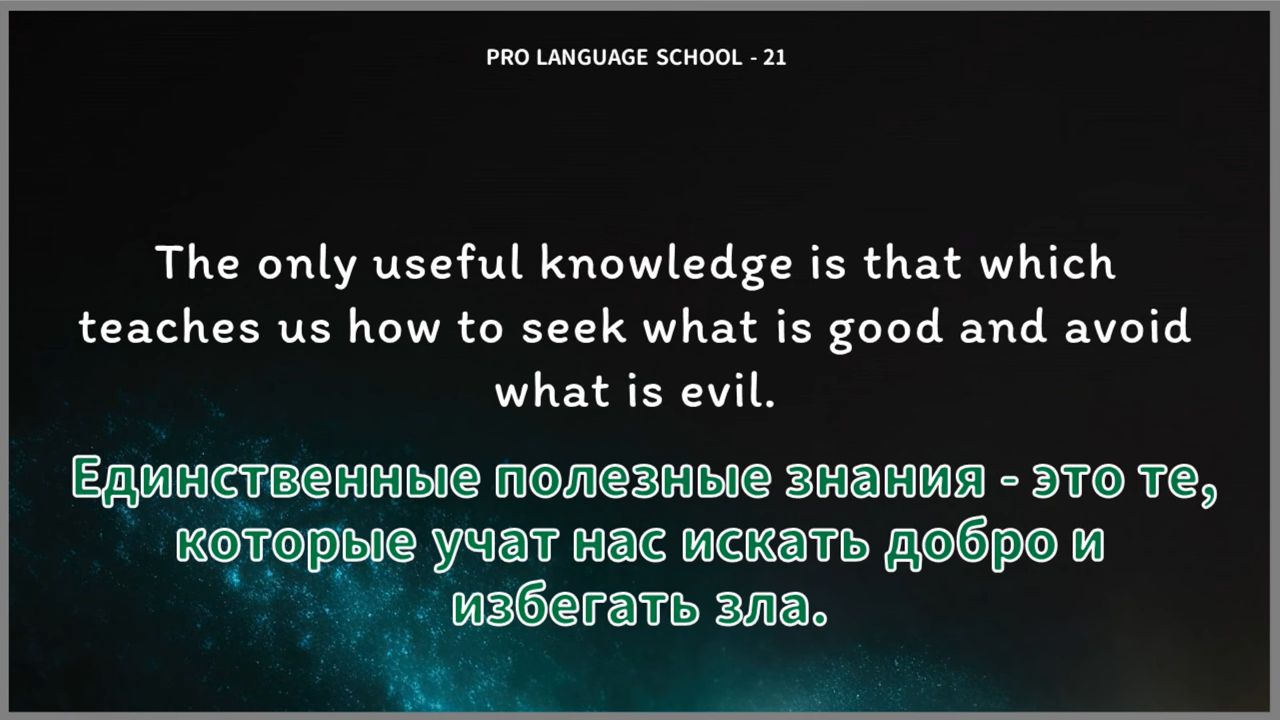 PRO LANGUAGE SCHOOL - 21
The only useful knowledge is that which
teaches us how to seek what is good and avoid
what is evil.
Единственные полезные знания - это те,
которые учат нас искать добро и
избегать зла.